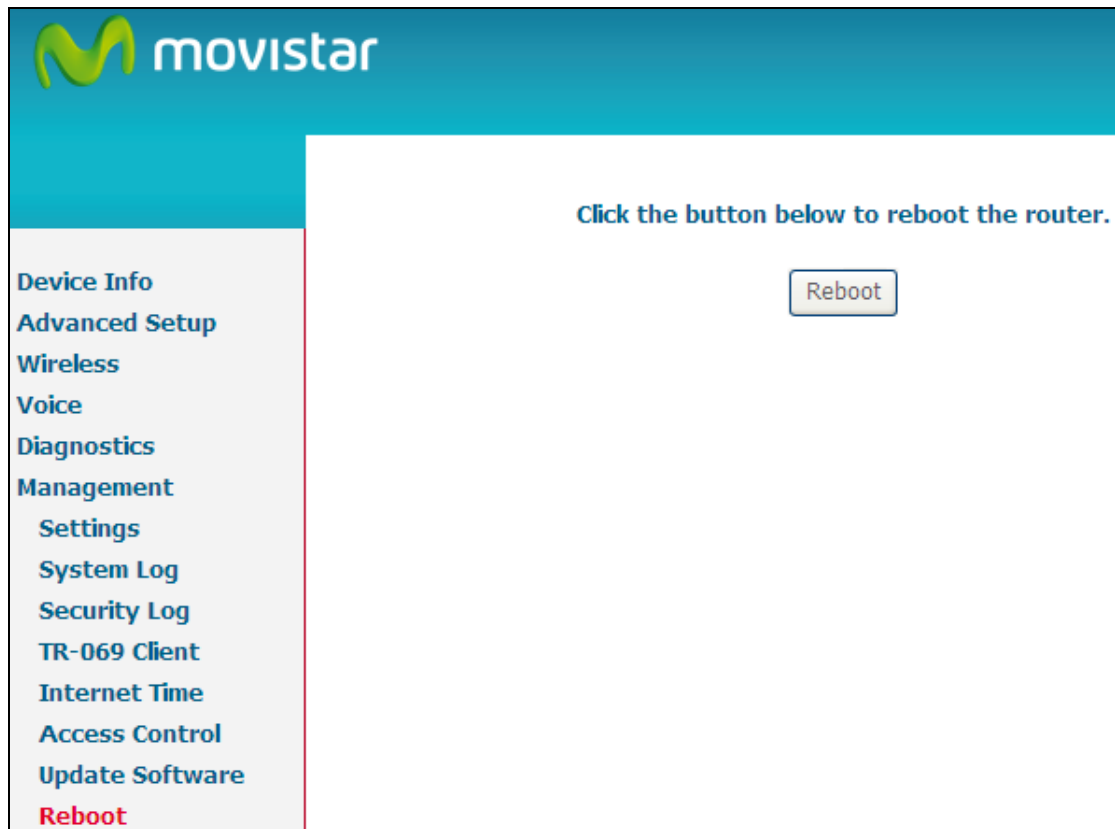 movistar
Click the button below to reboot the router.
Reboot
Device Info
Advanced Setup
Wireless
Voice
Diagnostics
Management
Settings
System Log
Security Log
TR-069 Client
Internet Time
Access Control
Update Software
Reboot